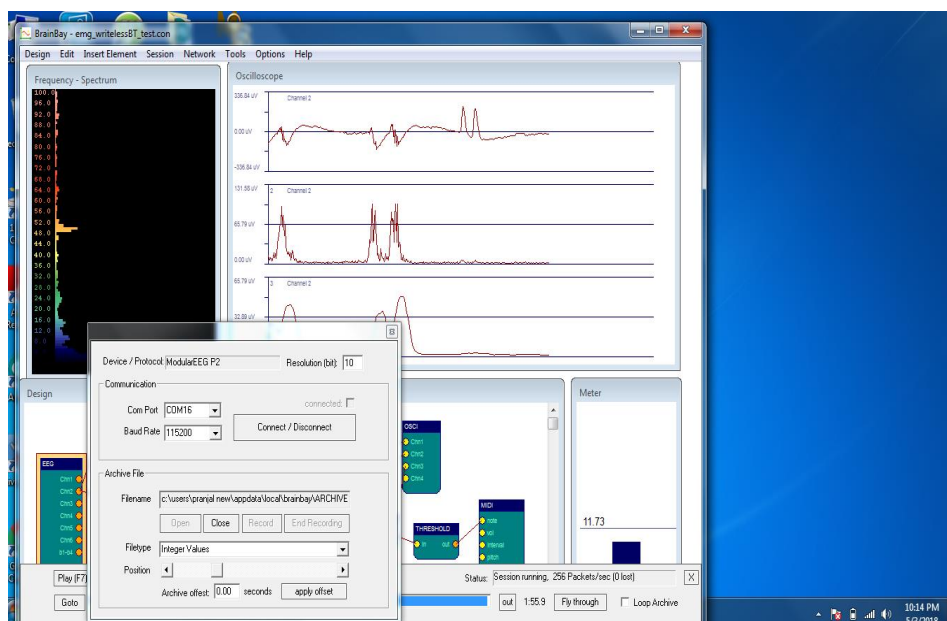 BrainBay - emg_writelessBT_test.con
Design Edit Insert Element Session Network Tools Options Help
Frequency - Spectrum
100.0
96.0
92.0
88.0
84.0
80.0
76.0
72.0
68.0
64.0
60.0
56.0
52.0
48.0
44.0
40.0
36.0
32.0
28.0
24.0
20.0
16.0
12.0
Oscilloscope
336.84 uV
Channel 2
0.00 uV
-336.84 uV
131.58 uV
2 Channel 2
65.79 uV
0.00 uV
65.79 uV
3 Channel 2
32.89 uV
Device / Protocol: ModularEEG P2
Resolution (bit): 10
Communication
Com Port COM16
connected:
Baud Rate 115200
Connect / Disconnect
Archive File
Filename c:\users\pranjal new\appdata\local\brainbay\ARCHIVE
Open Close Record End Recording
Filetype Integer Values
Position
Archive offest: 0.00 seconds apply offset
Design
EEG
Chn1
Chn2
Chn3
Chn4
Chn5
Chn6
b1-b4
OSCI
Chn1
Chn2
Chn3
Chn4
THRESHOLD
in out
MIDI
note
vol
interval
pitch
Meter
11.73
Play (F7)
Status: Session running, 256 Packets/sec (0 lost) X
Goto
out 1:55.9 Fly through Loop Archive
10:14 PM